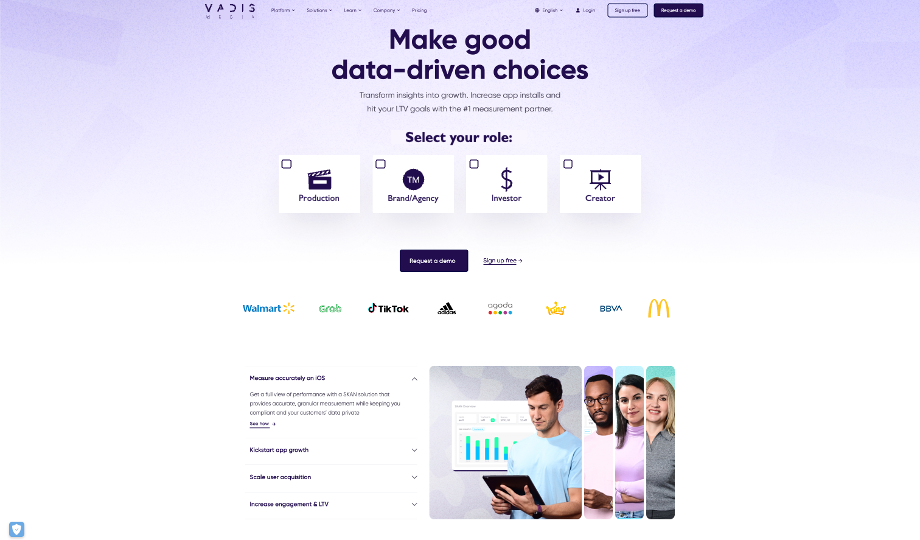 VADIS
MEDIA
Platform
Solutions
Learn
Company
Pricing
English
Login
Sign up free
Request a demo
Make good
data-driven choices
Transform insights into growth. Increase app installs and
hit your LTV goals with the #1 measurement partner.
Select your role:
Production
TM
Brand/Agency
Investor
Creator
Request a demo
Sign up free
Walmart
Grab
TikTok
adidas
agoda
Yang
BBVA
Measure accurately on iOS
Get a full view of performance with a SKAN solution that
provides accurate, granular measurement while keeping you
compliant and your customers' data private
See how
Kickstart app growth
Scale user acquisition
Increase engagement & LTV